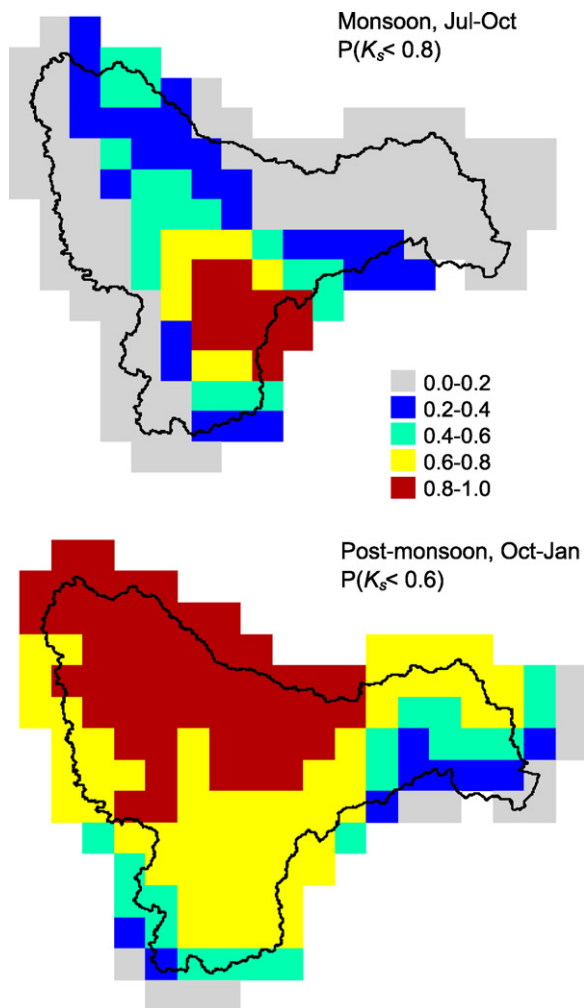 Monsoon, Jul-Oct
P(Kₛ< 0.8)
0.0-0.2
0.2-0.4
0.4-0.6
0.6-0.8
0.8-1.0
Post-monsoon, Oct-Jan
P(Kₛ< 0.6)